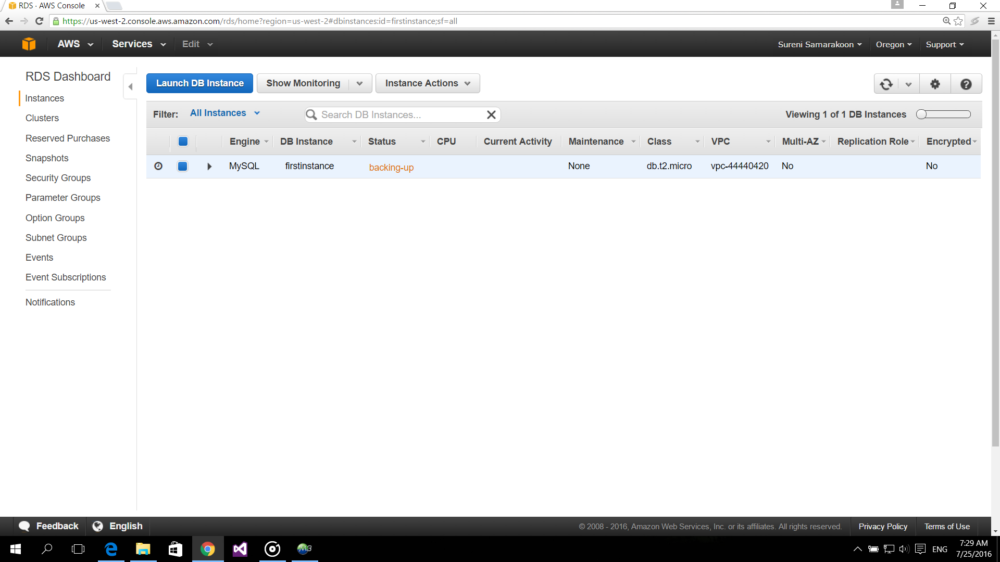 RDS · AWS Console
https://us-west-2.console.aws.amazon.com/rds/home?region=us-west-2#dbinstances:id=firstinstance;sf=all
AWS Services Edit Sureni Samarakoon Oregon Support
RDS Dashboard
Instances
Clusters
Reserved Purchases
Snapshots
Security Groups
Parameter Groups
Option Groups
Subnet Groups
Events
Event Subscriptions
Notifications
Launch DB Instance Show Monitoring Instance Actions
Filter: All Instances Search DB Instances... Viewing 1 of 1 DB Instances
Engine DB Instance Status CPU Current Activity Maintenance Class VPC Multi-AZ Replication Role Encrypted
MySQL firstinstance backing-up None db.t2.micro vpc-44440420 No No
Feedback English © 2008 - 2016, Amazon Web Services, Inc. or its affiliates. All rights reserved. Privacy Policy Terms of Use
M3
ENG
7:29 AM
7/25/2016